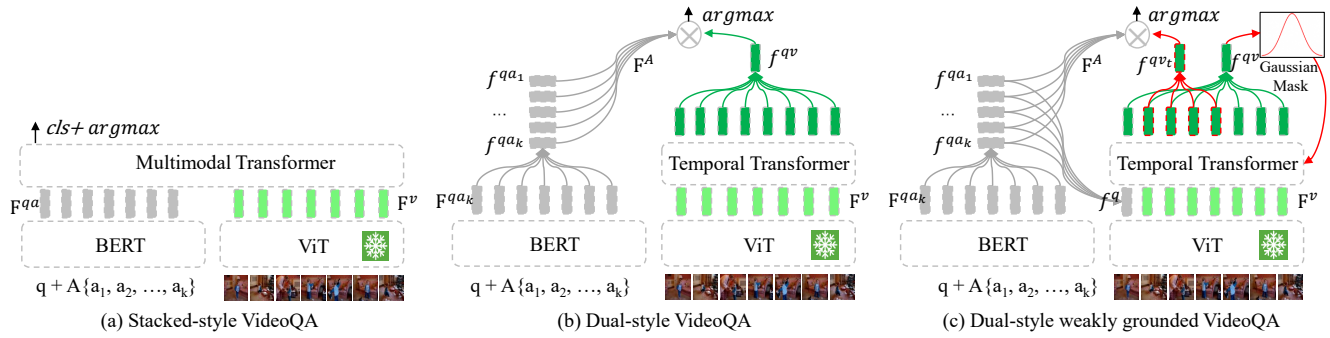 cls+ argmax
Multimodal Transformer
F^{qa}
F^v
BERT
ViT
q + A{a₁, a₂, …, aₖ}
(a) Stacked-style VideoQA
argmax
F^A
f^{qv}
f^{qa₁}
...
f^{qaₖ}
Temporal Transformer
F^{qaₖ}
F^v
BERT
ViT
q + A{a₁, a₂, …, aₖ}
(b) Dual-style VideoQA
argmax
F^A
f^{qv_t}
f^{qv}
Gaussian
Mask
f^{qa₁}
...
f^{qaₖ}
Temporal Transformer
F^{qaₖ}
f^q
F^v
BERT
ViT
q + A{a₁, a₂, …, aₖ}
(c) Dual-style weakly grounded VideoQA